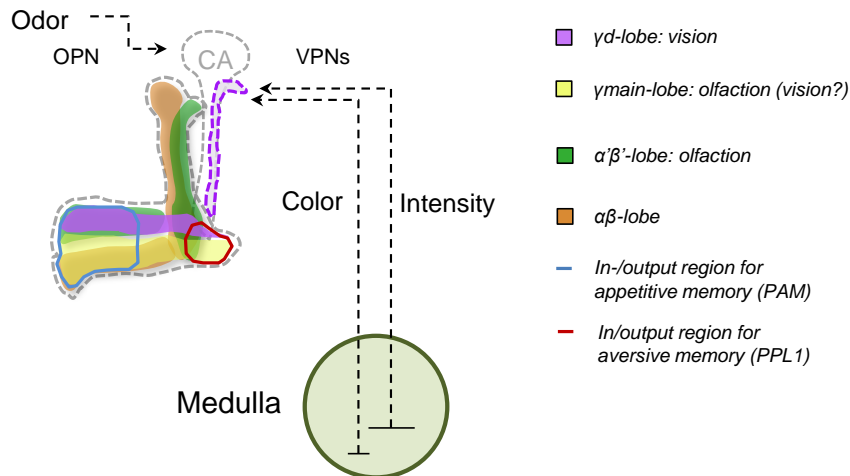 Odor
OPN
CA
VPNs
Color
Intensity
Medulla
γd-lobe: vision
γmain-lobe: olfaction (vision?)
α’β’-lobe: olfaction
αβ-lobe
In-/output region for
appetitive memory (PAM)
In/output region for
aversive memory (PPL1)